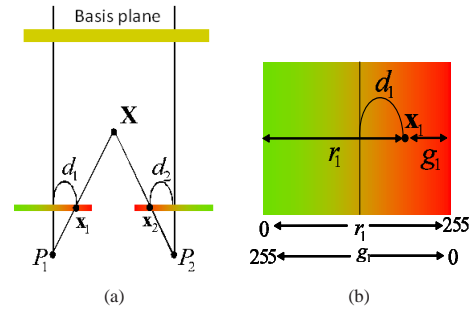 Basis plane
X
d₁ d₂
x₁ x₂
P₁ P₂
(a)
d₁
x₁
r₁ g₁
0 r₁ 255
255 g₁ 0
(b)